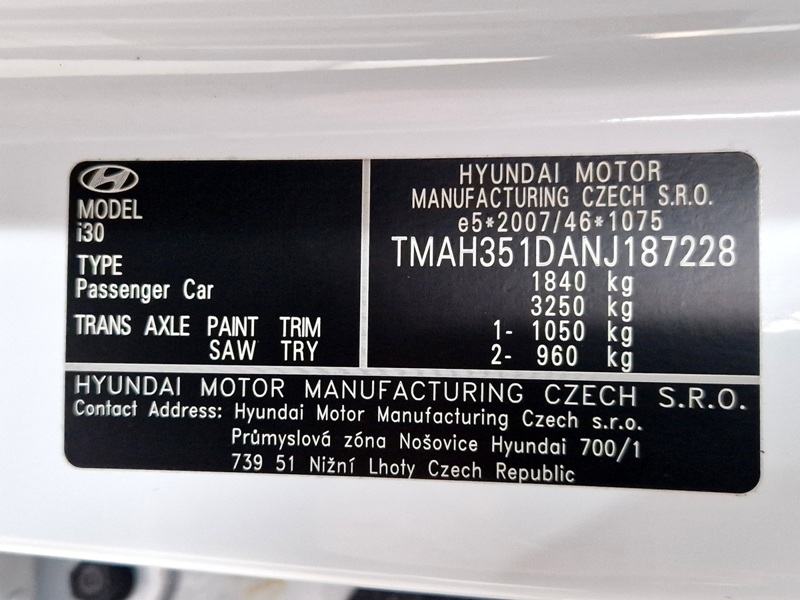 MODEL
i30
TYPE
Passenger Car
TRANS AXLE PAINT TRIM
SAW TRY
HYUNDAI MOTOR
MANUFACTURING CZECH S.R.O.
e5*2007/46*1075
TMAH351DANJ187228
1840 kg
3250 kg
1- 1050 kg
2- 960 kg
HYUNDAI MOTOR MANUFACTURING CZECH S.R.O.
Contact Address: Hyundai Motor Manufacturing Czech s.r.o.
Průmyslová zóna Nošovice Hyundai 700/1
739 51 Nižní Lhoty Czech Republic